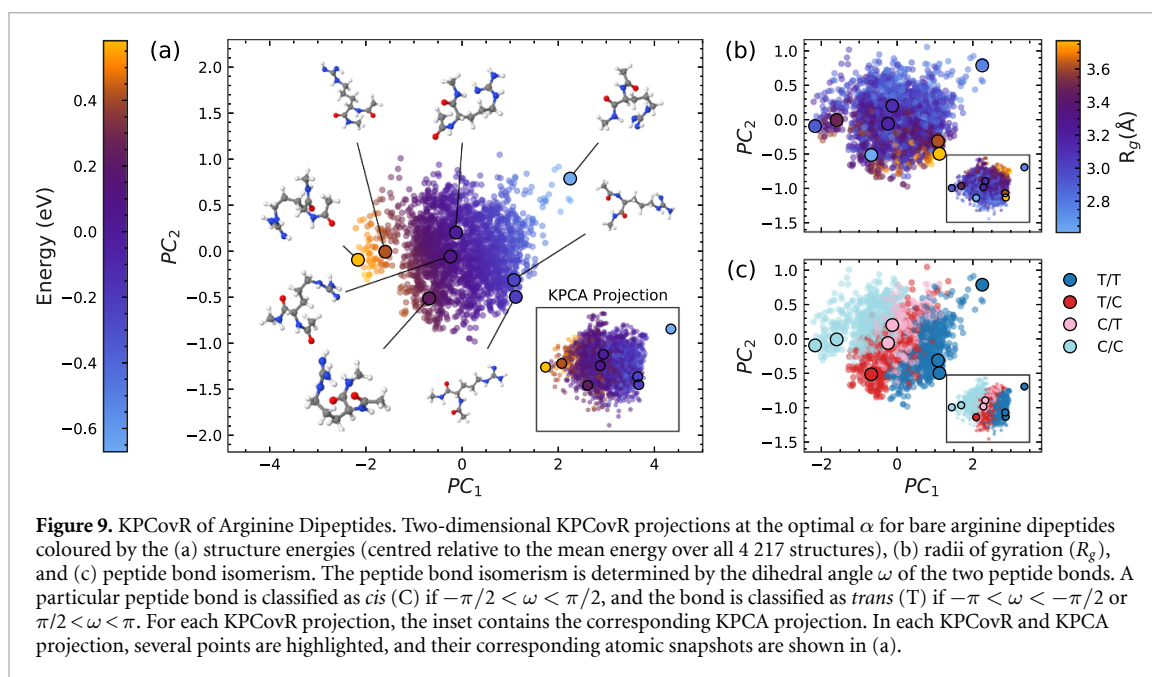 (a)
Energy (eV)
0.4
0.2
0.0
−0.2
−0.4
−0.6
PC2
2.0
1.5
1.0
0.5
0.0
−0.5
−1.0
−1.5
−2.0
KPCA Projection
−4
−2
0
2
4
PC1
(b)
PC2
1.0
0.5
0.0
−0.5
−1.0
−1.5
Rg(Å)
3.6
3.4
3.2
3.0
2.8
(c)
PC2
1.0
0.5
0.0
−0.5
−1.0
−1.5
−2
0
2
PC1
T/T
T/C
C/T
C/C
Figure 9. KPCovR of Arginine Dipeptides. Two-dimensional KPCovR projections at the optimal α for bare arginine dipeptides
coloured by the (a) structure energies (centred relative to the mean energy over all 4 217 structures), (b) radii of gyration (Rg),
and (c) peptide bond isomerism. The peptide bond isomerism is determined by the dihedral angle ω of the two peptide bonds. A
particular peptide bond is classified as cis (C) if −π/2 < ω < π/2, and the bond is classified as trans (T) if −π < ω < −π/2 or
π/2 < ω < π. For each KPCovR projection, the inset contains the corresponding KPCA projection. In each KPCovR and KPCA
projection, several points are highlighted, and their corresponding atomic snapshots are shown in (a).